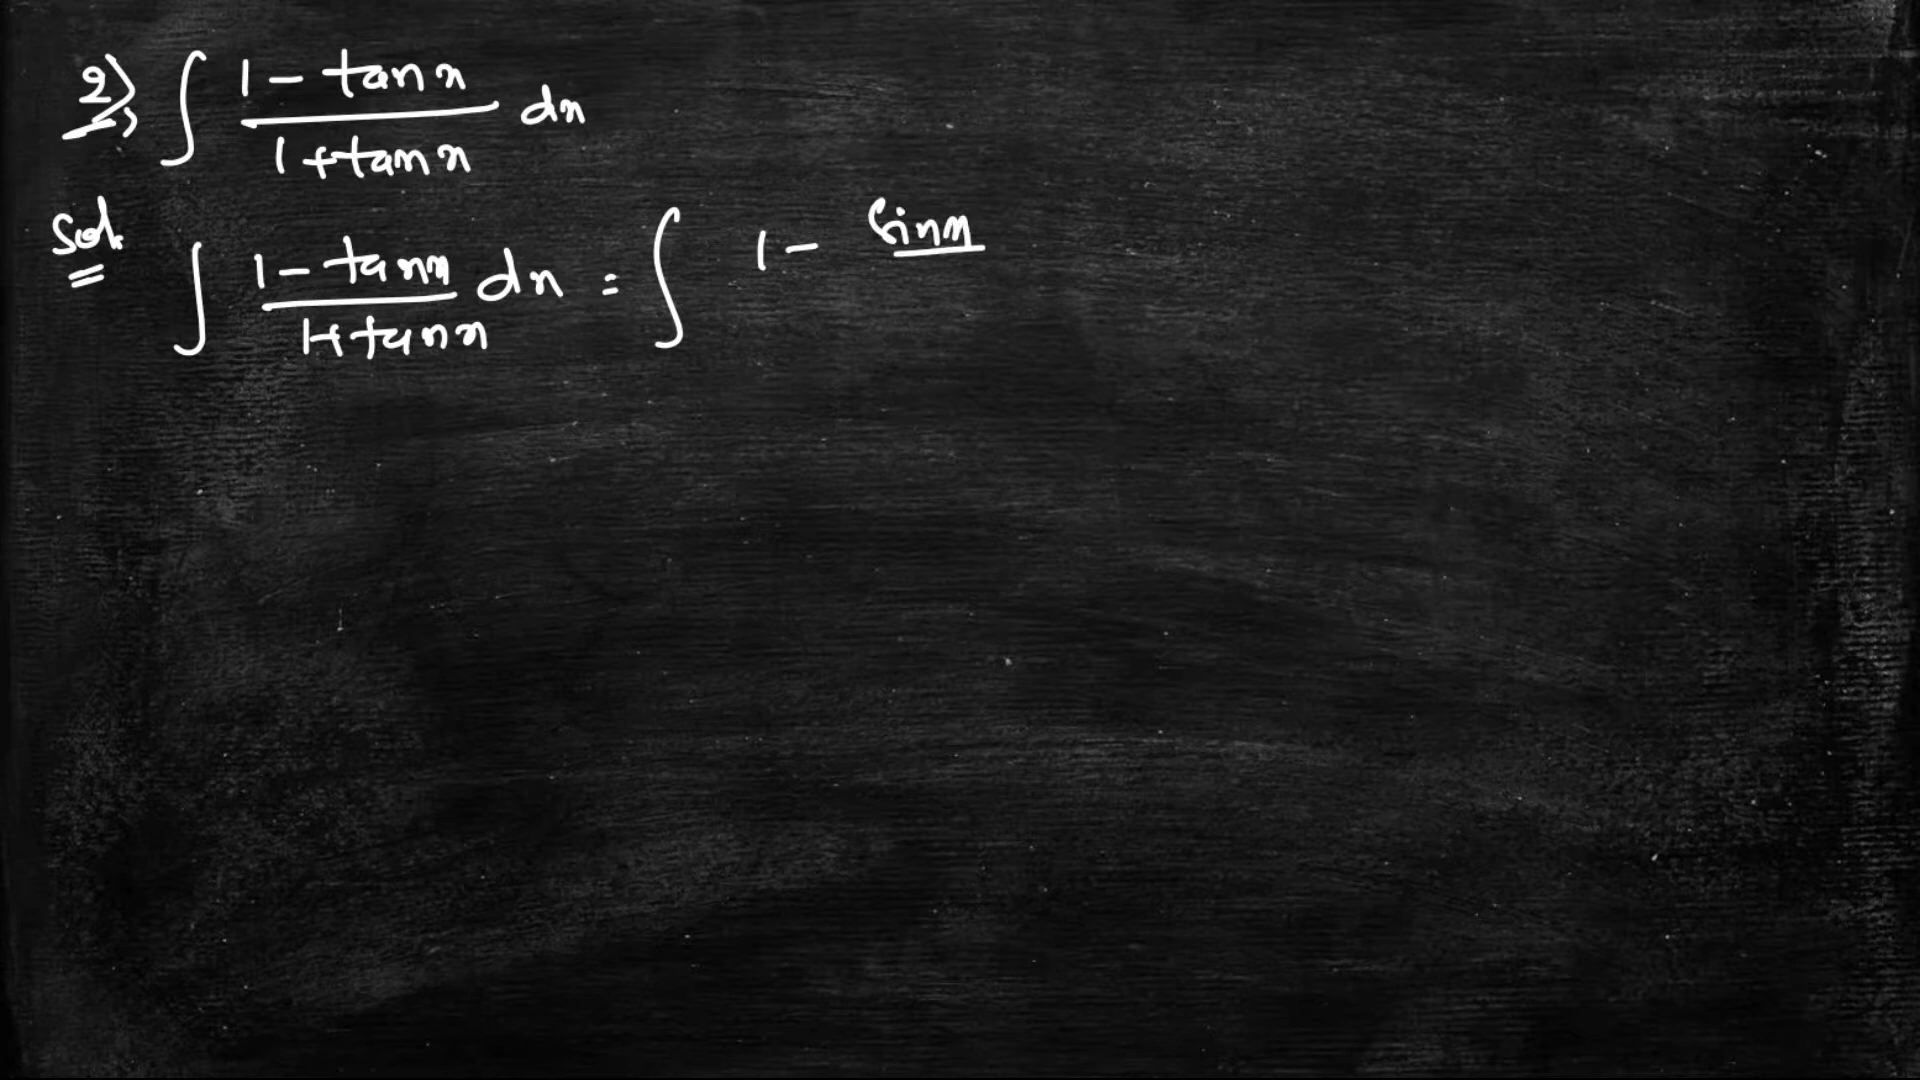 2) ∫ (1 - tan x)/(1 + tan x) dx
Sol. ∫ (1 - tan x)/(1 + tan x) dx = ∫ 1 - sin x